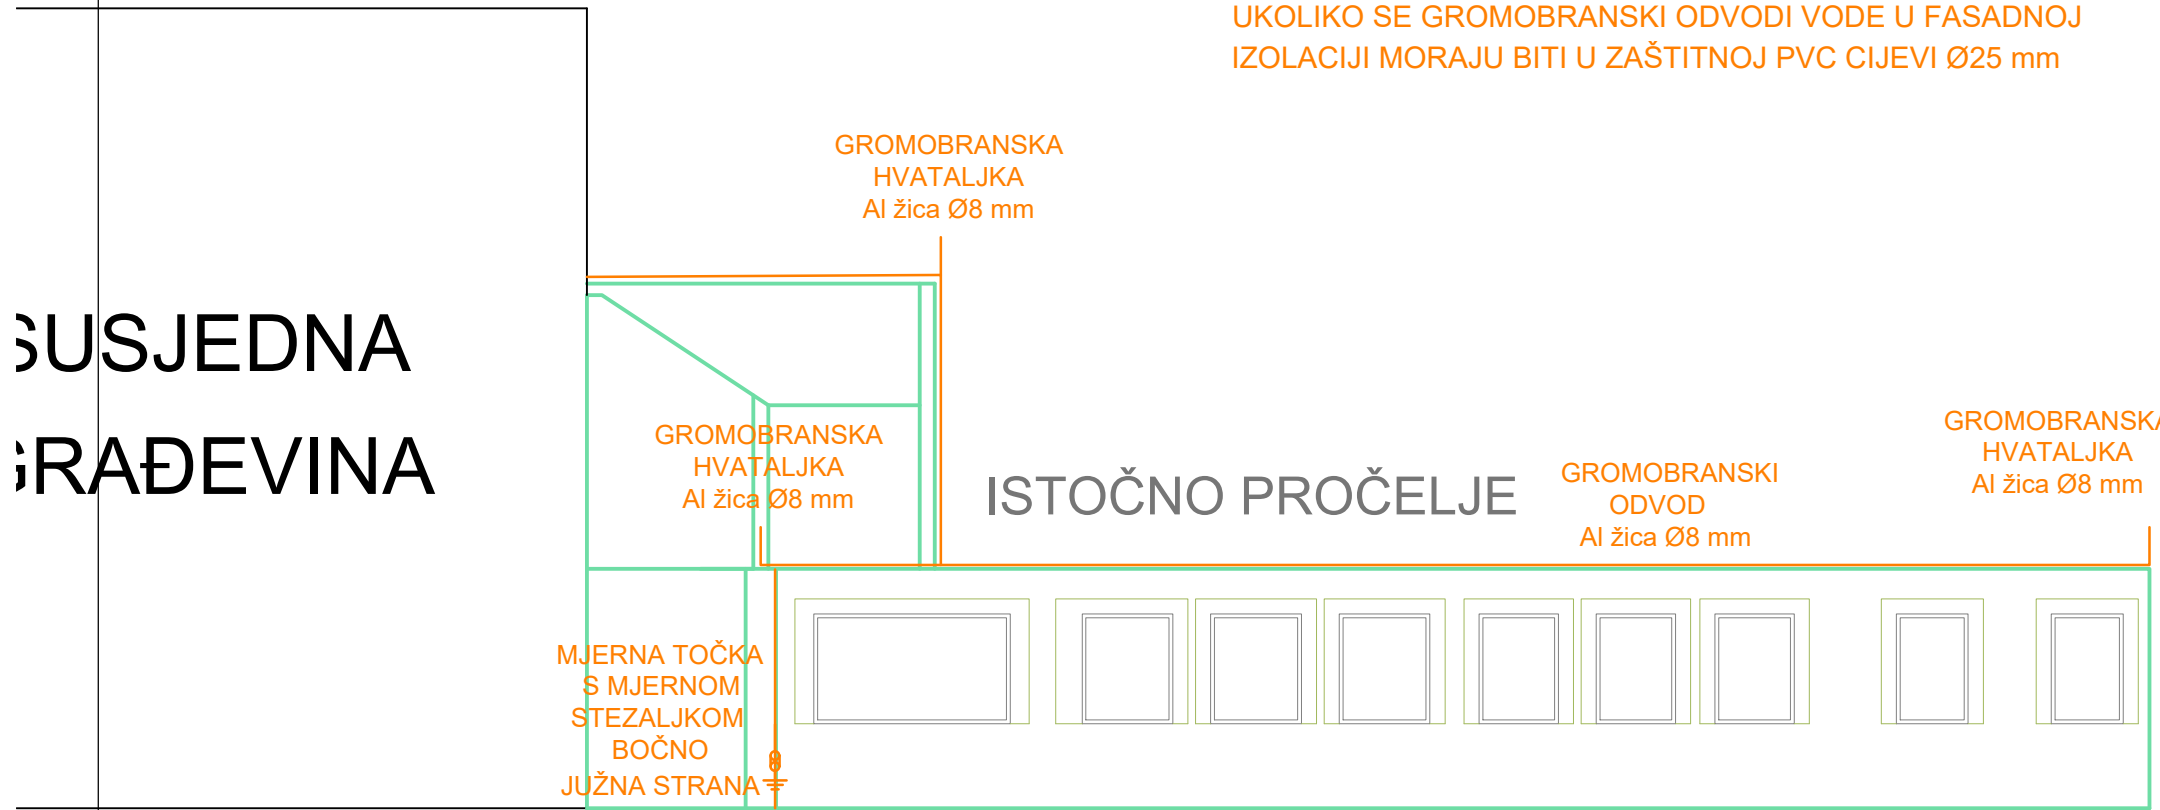 UKOLIKO SE GROMOBRANSKI ODVODI VODE U FASADNOJ
IZOLACIJI MORAJU BITI U ZAŠTITNOJ PVC CIJEVI Ø25 mm
GROMOBRANSKA
HVATALJKA
Al žica Ø8 mm
SUSJEDNA
GRAĐEVINA
GROMOBRANSKA
HVATALJKA
Al žica Ø8 mm
ISTOČNO PROČELJE
GROMOBRANSKI
ODVOD
Al žica Ø8 mm
GROMOBRANSKA
HVATALJKA
Al žica Ø8 mm
MJERNA TOČKA
S MJERNOM
STEZALJKOM
BOČNO
JUŽNA STRANA